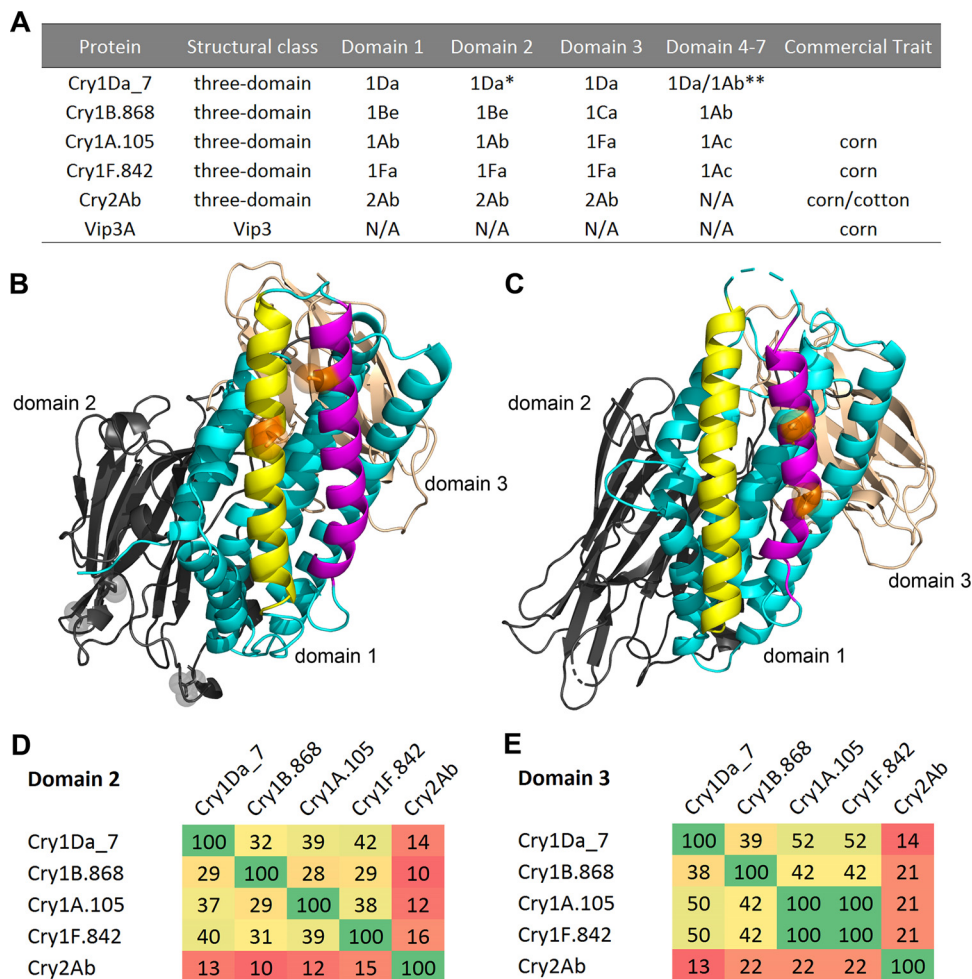 A
Protein Structural class Domain 1 Domain 2 Domain 3 Domain 4-7 Commercial Trait
Cry1Da_7 three-domain 1Da 1Da* 1Da 1Da/1Ab**
Cry1B.868 three-domain 1Be 1Be 1Ca 1Ab
Cry1A.105 three-domain 1Ab 1Ab 1Fa 1Ac corn
Cry1F.842 three-domain 1Fa 1Fa 1Fa 1Ac corn
Cry2Ab three-domain 2Ab 2Ab 2Ab N/A corn/cotton
Vip3A Vip3 N/A N/A N/A N/A corn
B
domain 2
domain 3
domain 1
C
domain 2
domain 3
domain 1
D
Domain 2
Cry1Da_7 Cry1B.868 Cry1A.105 Cry1F.842 Cry2Ab
Cry1Da_7 100 32 39 42 14
Cry1B.868 29 100 28 29 10
Cry1A.105 37 29 100 38 12
Cry1F.842 40 31 39 100 16
Cry2Ab 13 10 12 15 100
E
Domain 3
Cry1Da_7 Cry1B.868 Cry1A.105 Cry1F.842 Cry2Ab
Cry1Da_7 100 39 52 52 14
Cry1B.868 38 100 42 42 21
Cry1A.105 50 42 100 100 21
Cry1F.842 50 42 100 100 21
Cry2Ab 13 22 22 22 100